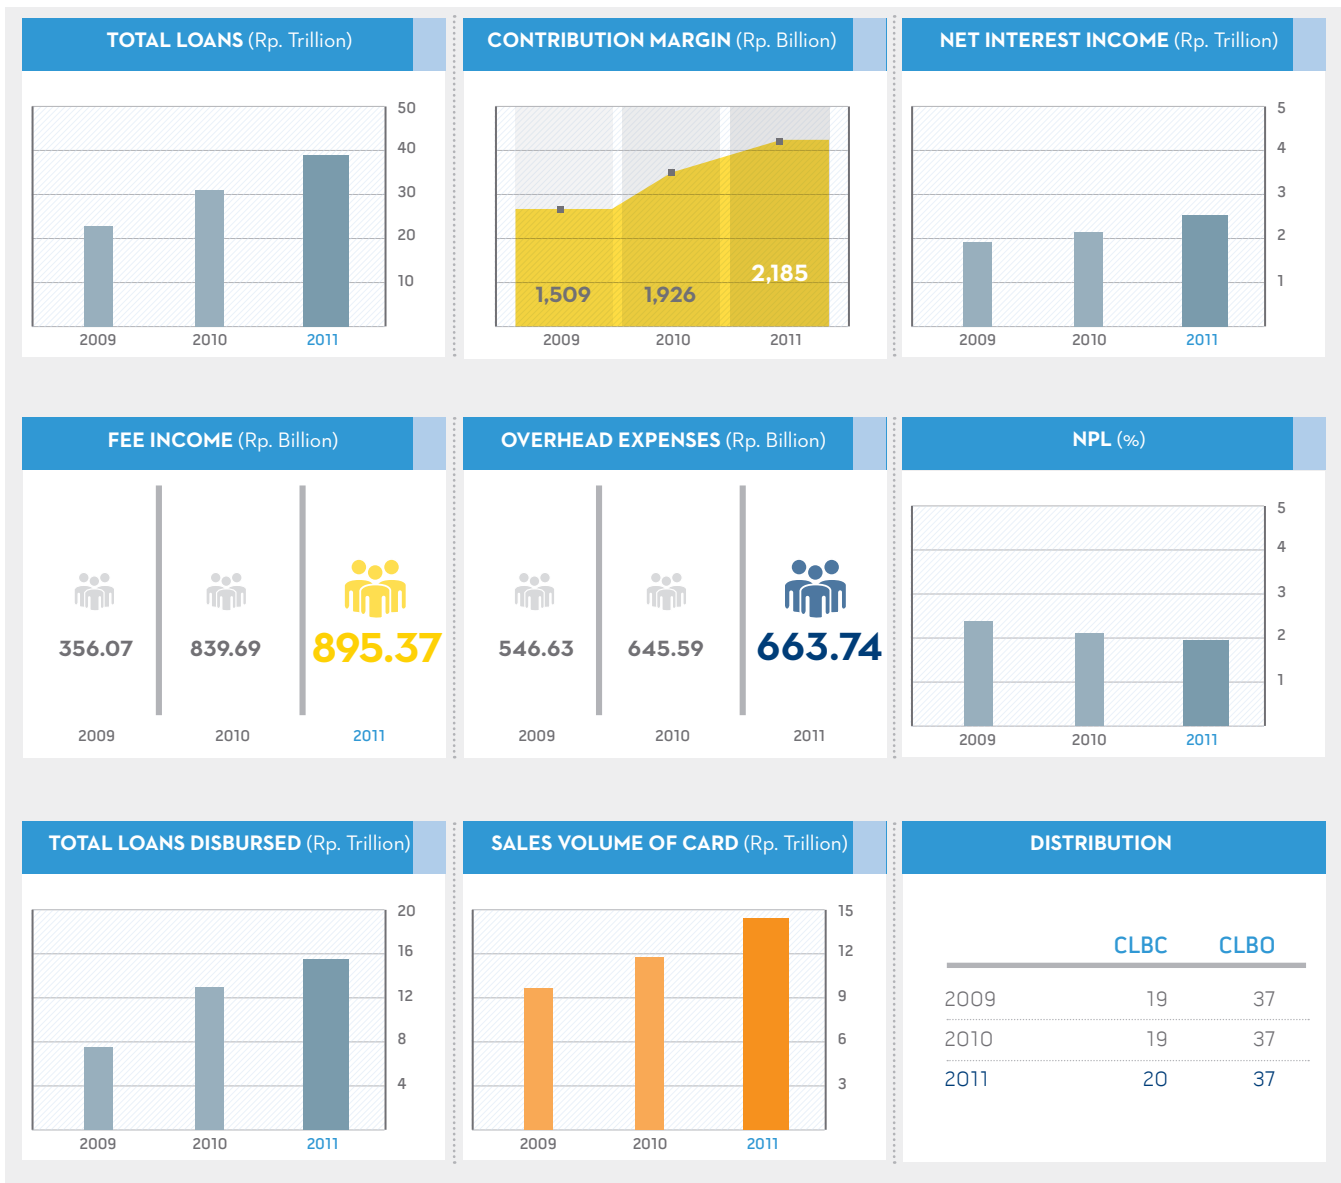 TOTAL LOANS (Rp. Trillion)
50
40
30
20
10
2009 2010 2011
CONTRIBUTION MARGIN (Rp. Billion)
2,185
1,509 1,926
2009 2010 2011
NET INTEREST INCOME (Rp. Trillion)
5
4
3
2
1
2009 2010 2011
FEE INCOME (Rp. Billion)
356.07 839.69 895.37
2009 2010 2011
OVERHEAD EXPENSES (Rp. Billion)
546.63 645.59 663.74
2009 2010 2011
NPL (%)
5
4
3
2
1
2009 2010 2011
TOTAL LOANS DISBURSED (Rp. Trillion)
20
16
12
8
4
2009 2010 2011
SALES VOLUME OF CARD (Rp. Trillion)
15
12
9
6
3
2009 2010 2011
DISTRIBUTION
CLBC CLBO
2009 19 37
2010 19 37
2011 20 37